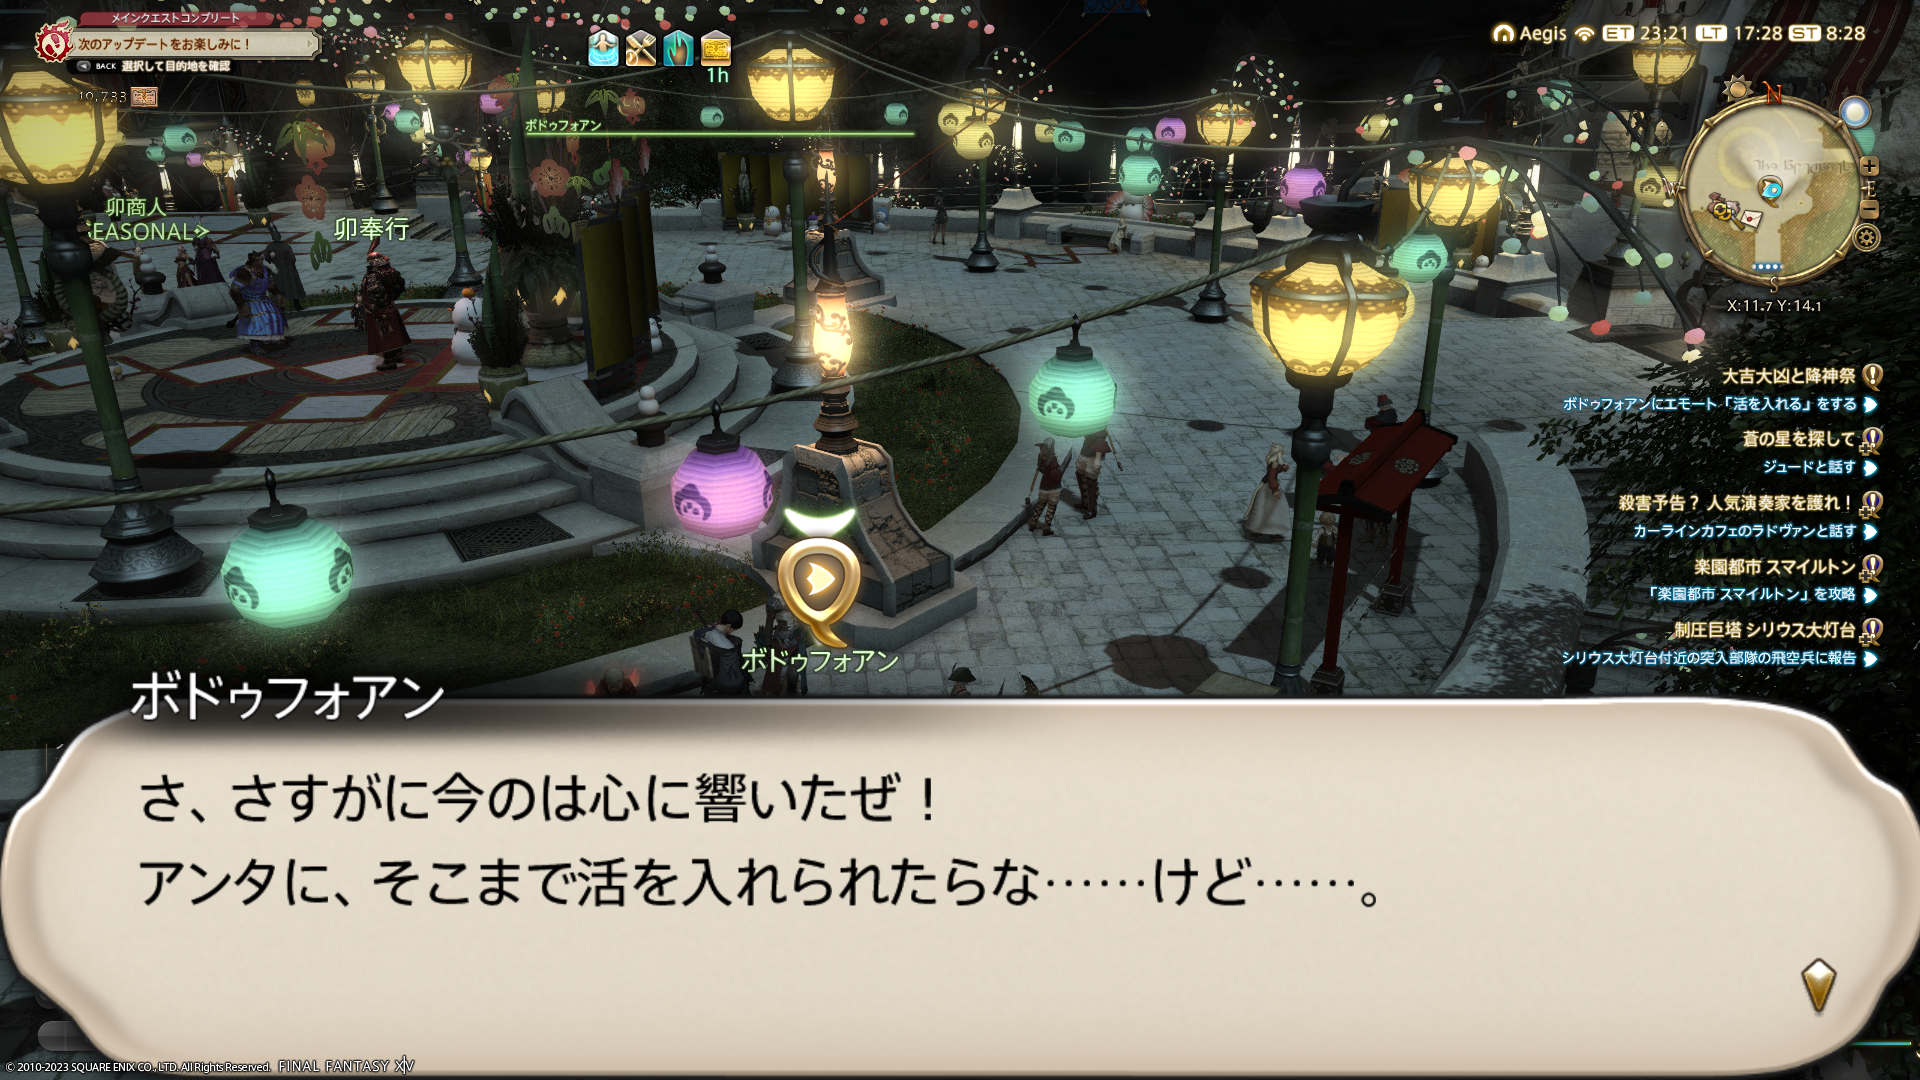 メインクエストコンプリート
次のアップデートをお楽しみに！
BACK 選択して目的地を確認
10,733
1h
Aegis ET 23:21 LT 17:28 ST 8:28
ボドゥフォアン
N
W
E
S
X:11.7 Y:14.1
卯商人
EASONAL>
卯奉行
大吉大凶と降神祭
ボドゥフォアンにエモート「活を入れる」をする
蒼の星を探して
ジュードと話す
殺害予告？ 人気演奏家を護れ！
カーラインカフェのラドヴァンと話す
楽園都市 スマイルトン
「楽園都市 スマイルトン」を攻略
制圧巨塔 シリウス大灯台
シリウス大灯台付近の突入部隊の飛空兵に報告
ボドゥフォアン
ボドゥフォアン
さ、さすがに今のは心に響いたぜ！
アンタに、そこまで活を入れられたらな……けど……。
© 2010-2023 SQUARE ENIX CO., LTD. All Rights Reserved. FINAL FANTASY XIV